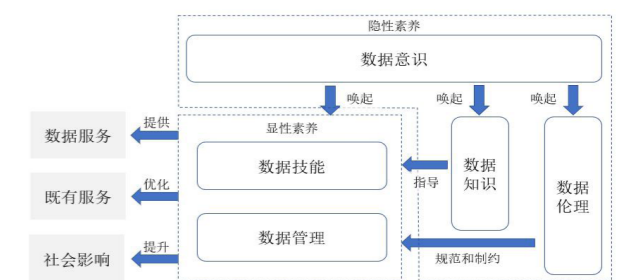 隐性素养
数据意识
唤起
唤起
唤起
提供
显性素养
数据服务
数据技能
数据
知识
数据
伦理
指导
优化
既有服务
数据管理
规范和制约
提升
社会影响